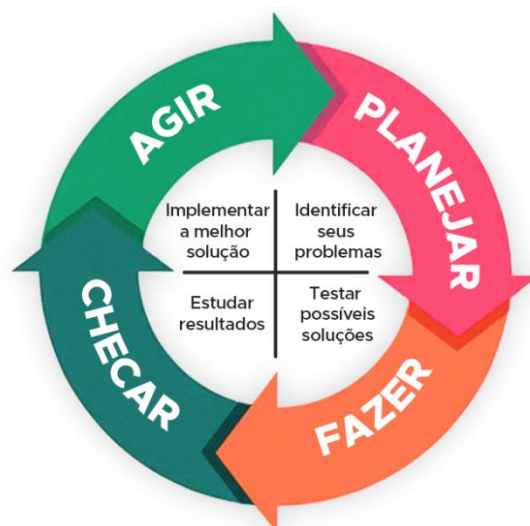 AGIR
PLANEJAR
FAZER
CHECAR
Implementar
a melhor
solução
Identificar
seus
problemas
Estudar
resultados
Testar
possíveis
soluções